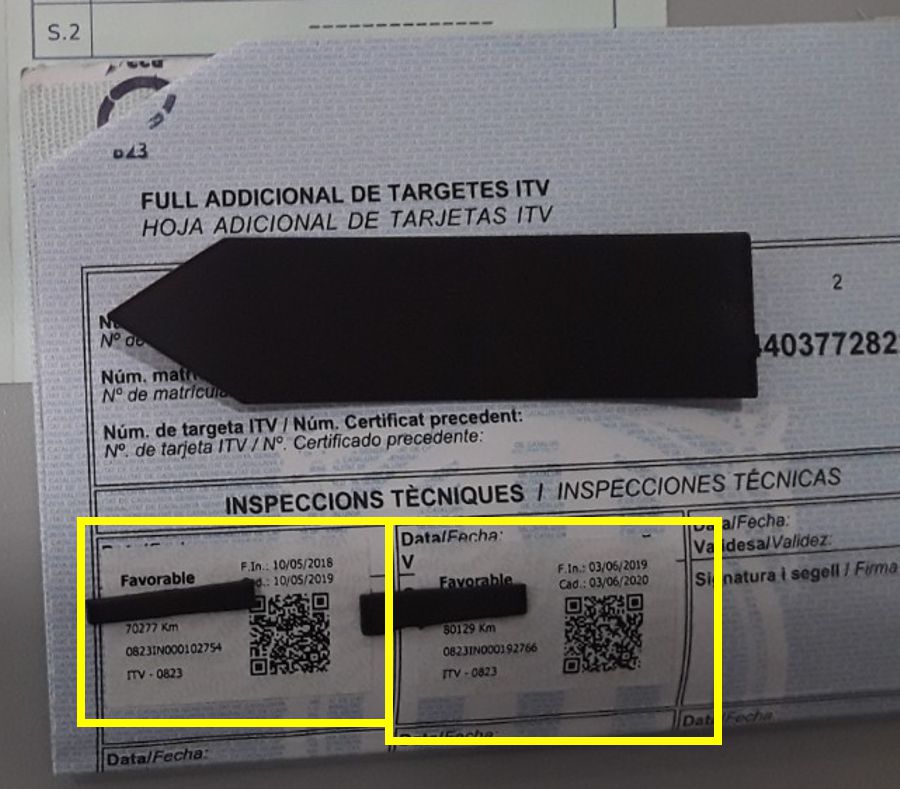 S.2
-------------
FULL ADDICIONAL DE TARGETES ITV
HOJA ADICIONAL DE TARJETAS ITV
2
440377282
Nº de
Núm.
Nº de matrícula
Núm. de targeta ITV / Núm. Certificat precedent:
Nº. de tarjeta ITV / Nº. Certificado precedente:
INSPECCIONS TÈCNIQUES / INSPECCIONES TÉCNICAS
F.In.: 10/05/2018
Favorable
: 10/05/2019
70277 Km
0823IN000102754
ITV - 0823
Data/Fecha:
V
F.In.: 03/06/2019
Favorable
Cad.: 03/06/2020
80129 Km
0823IN000192766
ITV - 0823
Data/Fecha:
Validesa/Validez:
Signatura i segell / Firma
Data/Fecha:
Data/Fecha:
Data/Fecha: